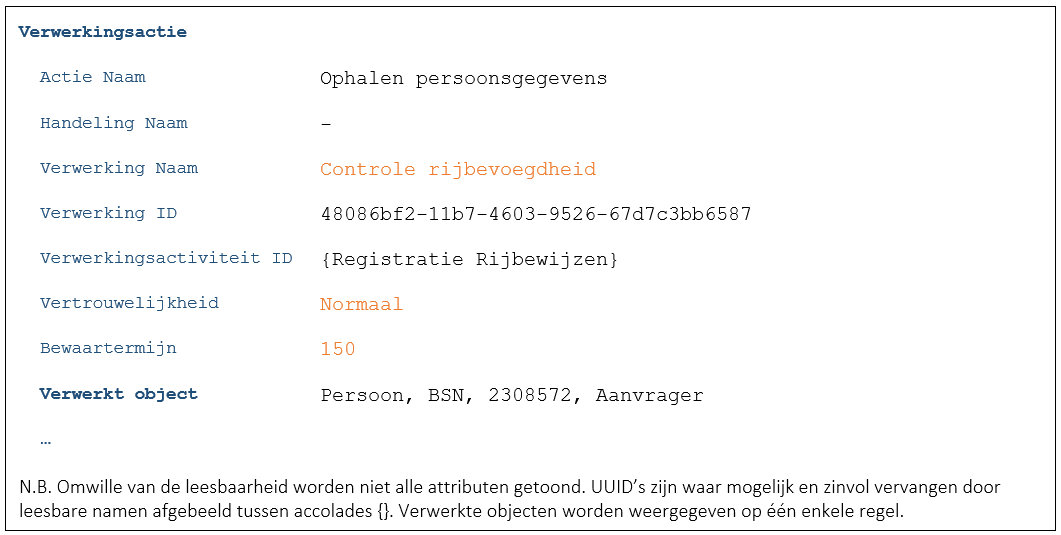 Verwerkingsactie
Actie Naam Ophalen persoonsgegevens
Handeling Naam –
Verwerking Naam Controle rijbevoegdheid
Verwerking ID 48086bf2-11b7-4603-9526-67d7c3bb6587
Verwerkingsactiviteit ID {Registratie Rijbewijzen}
Vertrouwelijkheid Normaal
Bewaartermijn 150
Verwerkt object Persoon, BSN, 2308572, Aanvrager
…
N.B. Omwille van de leesbaarheid worden niet alle attributen getoond. UUID’s zijn waar mogelijk en zinvol vervangen door
leesbare namen afgebeeld tussen accolades {}. Verwerkte objecten worden weergegeven op één enkele regel.